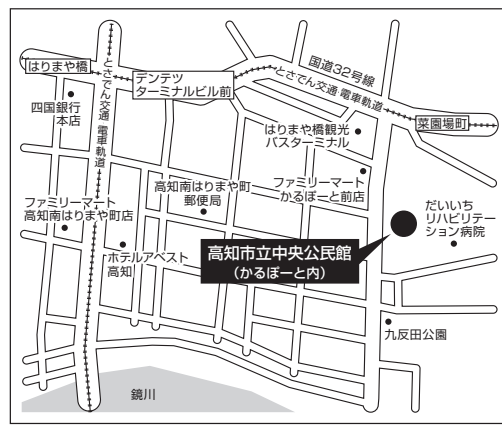 はりまや橋
とさでん交通 電車軌道
デンテツ
ターミナルビル前
国道32号線
とさでん交通・電車軌道
菜園場町
四国銀行
本店
はりまや橋観光
バスターミナル
ファミリーマート
かるぽーと前店
高知南はりまや町
郵便局
ファミリーマート
高知南はりまや町店
だいいち
リハビリテー
ション病院
ホテルアベスト
高知
高知市立中央公民館
(かるぽーと内)
九反田公園
鏡川